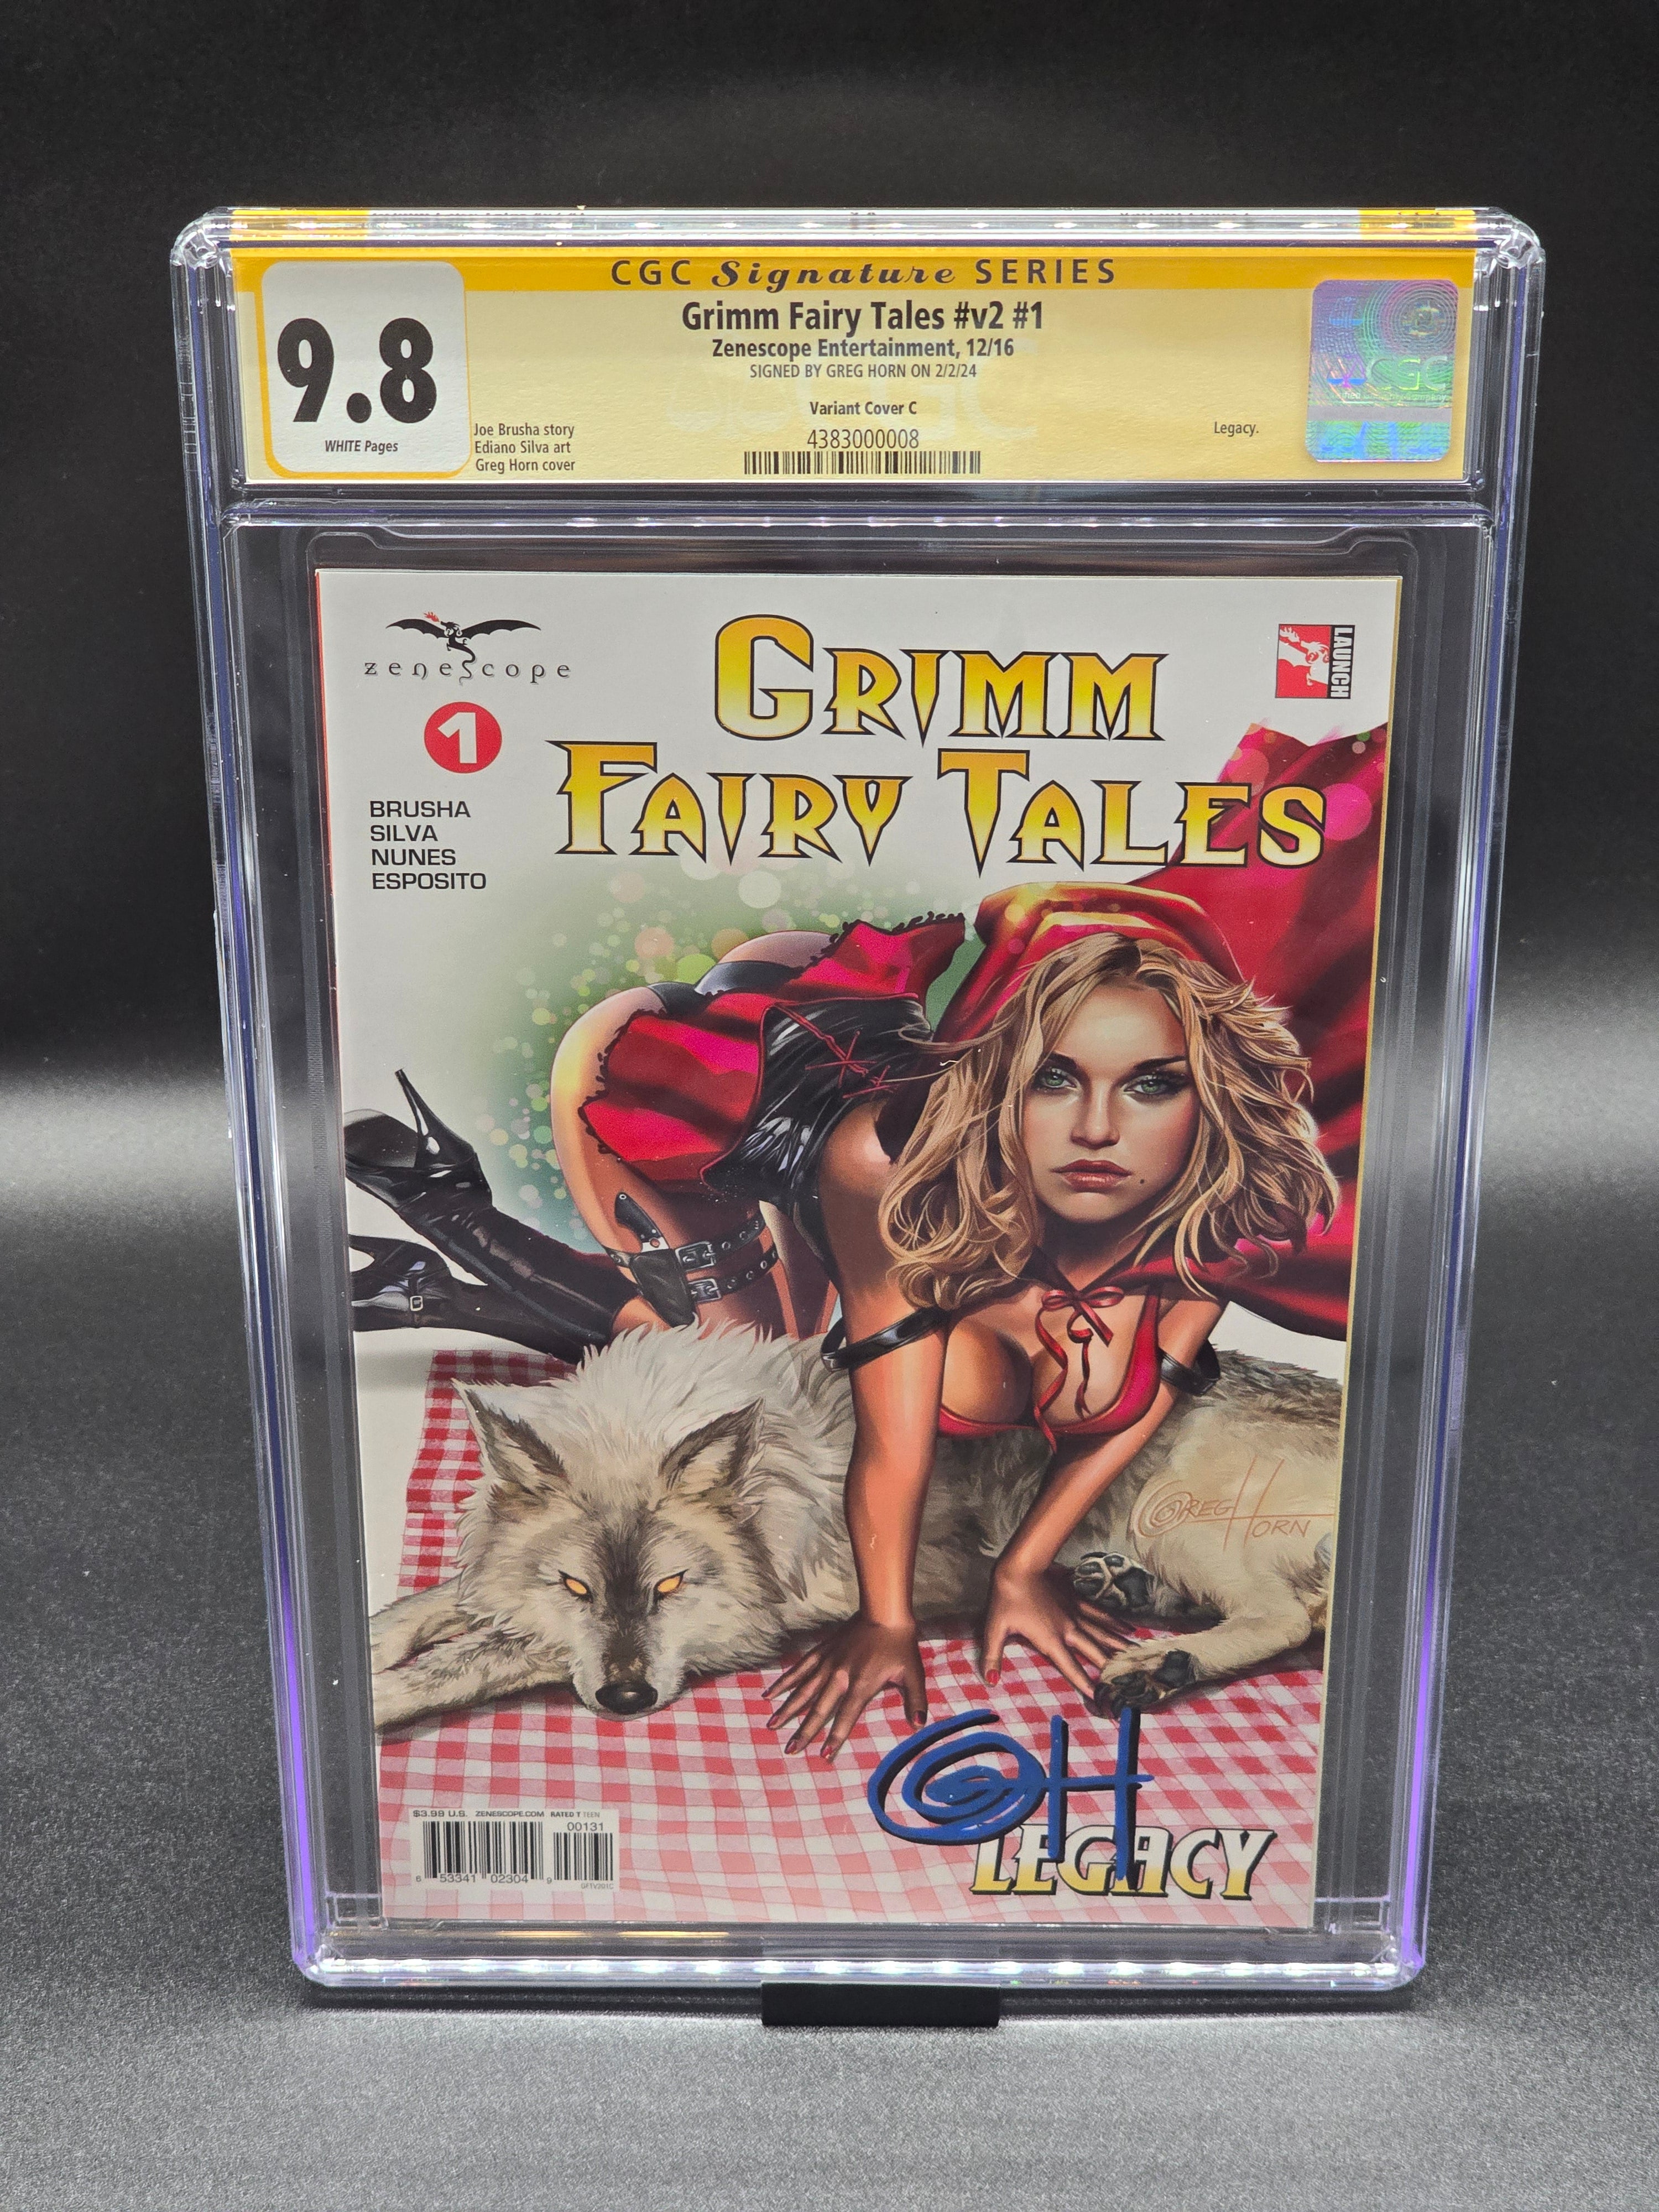 CGC Signature SERIES
Grimm Fairy Tales #v2 #1
Zenescope Entertainment, 12/16
SIGNED BY GREG HORN ON 2/2/24
Variant Cover C
4383000008
9.8
WHITE Pages
Joe Brusha story
Ediano Silva art
Greg Horn cover
Legacy.
CGC
zenescope
GRIMM
FAIRY TALES
LAUNCH
1
BRUSHA
SILVA
NUNES
ESPOSITO
GREG HORN
GH
LEGACY
$3.99 U.S. ZENESCOPE.COM RATED T TEEN
00131
6 53341 02304 9